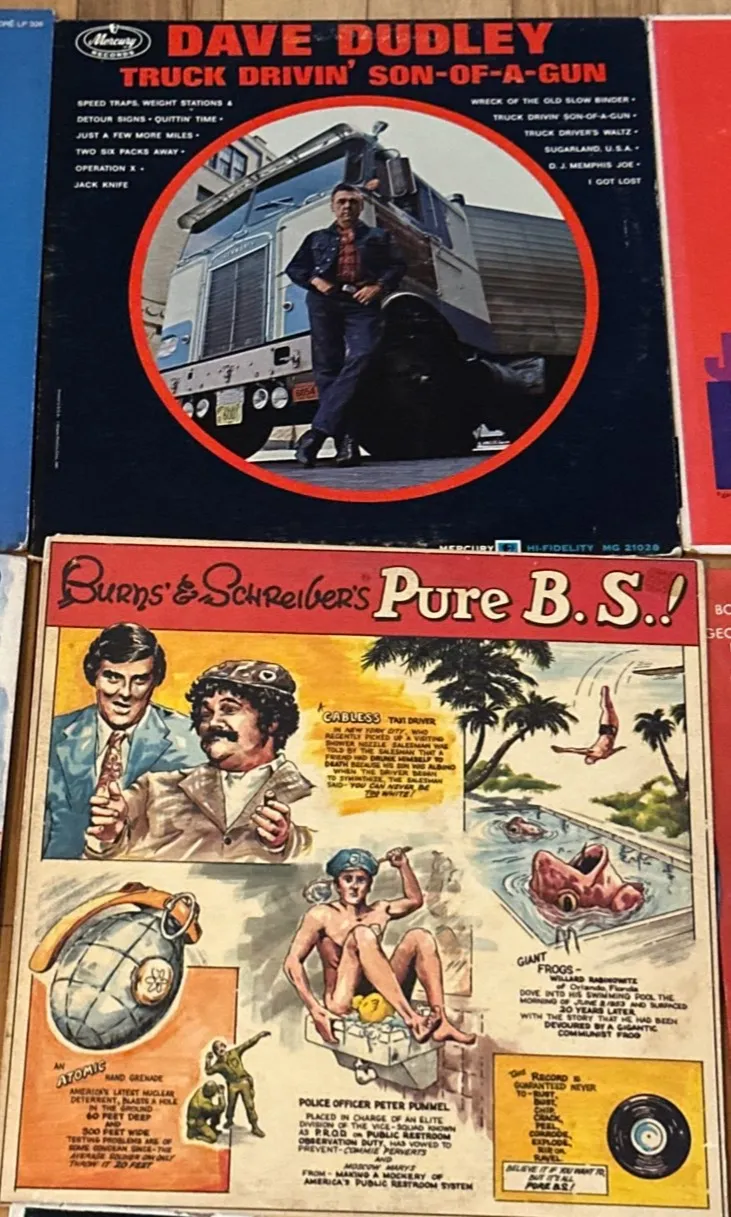 Mercury
RECORDS
DAVE DUDLEY
TRUCK DRIVIN' SON-OF-A-GUN
SPEED TRAPS, WEIGHT STATIONS &
DETOUR SIGNS • QUITTIN' TIME •
JUST A FEW MORE MILES •
TWO SIX PACKS AWAY •
OPERATION X •
JACK KNIFE
WRECK OF THE OLD SLOW BINDER •
TRUCK DRIVIN' SON-OF-A-GUN •
TRUCK DRIVER'S WALTZ •
SUGARLAND, U.S.A. •
D.J. MEMPHIS JOE •
I GOT LOST
MERCURY HI-FIDELITY MG 21028
BURNS' & SCHREIBER'S Pure B.S.!
A CABLESS TAXI DRIVER
IN NEW YORK CITY, WHO
RECENTLY PICKED UP A VISITING
SHOWER NOZZLE SALESMAN WAS
TOLD BY THE SALESMAN THAT A
FRIEND HAD DRUNK HIMSELF TO
DEATH BECAUSE HIS SON WAS ALBINO
WHEN THE DRIVER BEGAN
TO SYMPATHIZE, THE SALESMAN
SAID - YOU CAN NEVER BE
TOO WHITE!
GIANT
FROGS -
WILLARD RABINOWITZ
of Orlando, Florida
DOVE INTO HIS SWIMMING POOL THE
MORNING OF JUNE 8, 1953 AND SURFACED
20 YEARS LATER
WITH THE STORY THAT HE HAD BEEN
DEVOURED BY A GIGANTIC
COMMUNIST FROG
AN
ATOMIC HAND GRENADE
AMERICA'S LATEST NUCLEAR
DETERRENT, BLASTS A HOLE
IN THE GROUND
60 FEET DEEP
AND
300 FEET WIDE
TESTING PROBLEMS ARE OF
SOME CONCERN SINCE - THE
AVERAGE SOLDIER CAN ONLY
THROW IT 20 FEET
POLICE OFFICER PETER PUMMEL
PLACED IN CHARGE OF AN ELITE
DIVISION OF THE VICE-SQUAD KNOWN
AS P.R.O.D. OR PUBLIC RESTROOM
OBSERVATION DUTY, HAS VOWED TO
PREVENT - COMMIE PERVERTS
AND
MOSCOW MARYS
FROM - MAKING A MOCKERY OF
AMERICA'S PUBLIC RESTROOM SYSTEM
THIS RECORD IS
GUARANTEED NEVER
TO - RUST,
BUST,
CHIP,
CRACK,
PEEL,
CORRODE,
EXPLODE,
RIP OR
RAVEL
BELIEVE IT IF YOU WANT TO,
BUT IT'S ALL
PURE B.S.!